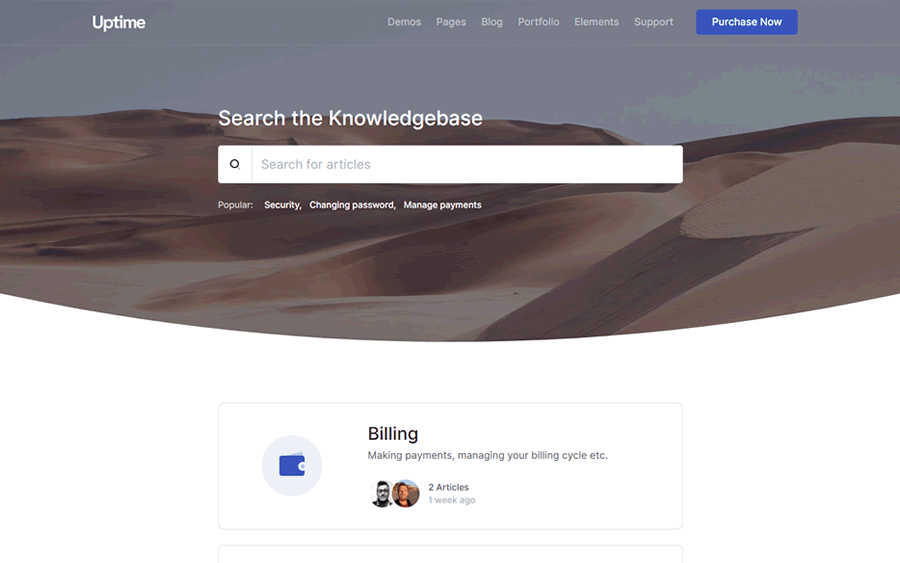 Uptime
Demos Pages Blog Portfolio Elements Support Purchase Now
Search the Knowledgebase
Search for articles
Popular: Security, Changing password, Manage payments
Billing
Making payments, managing your billing cycle etc.
2 Articles
1 week ago